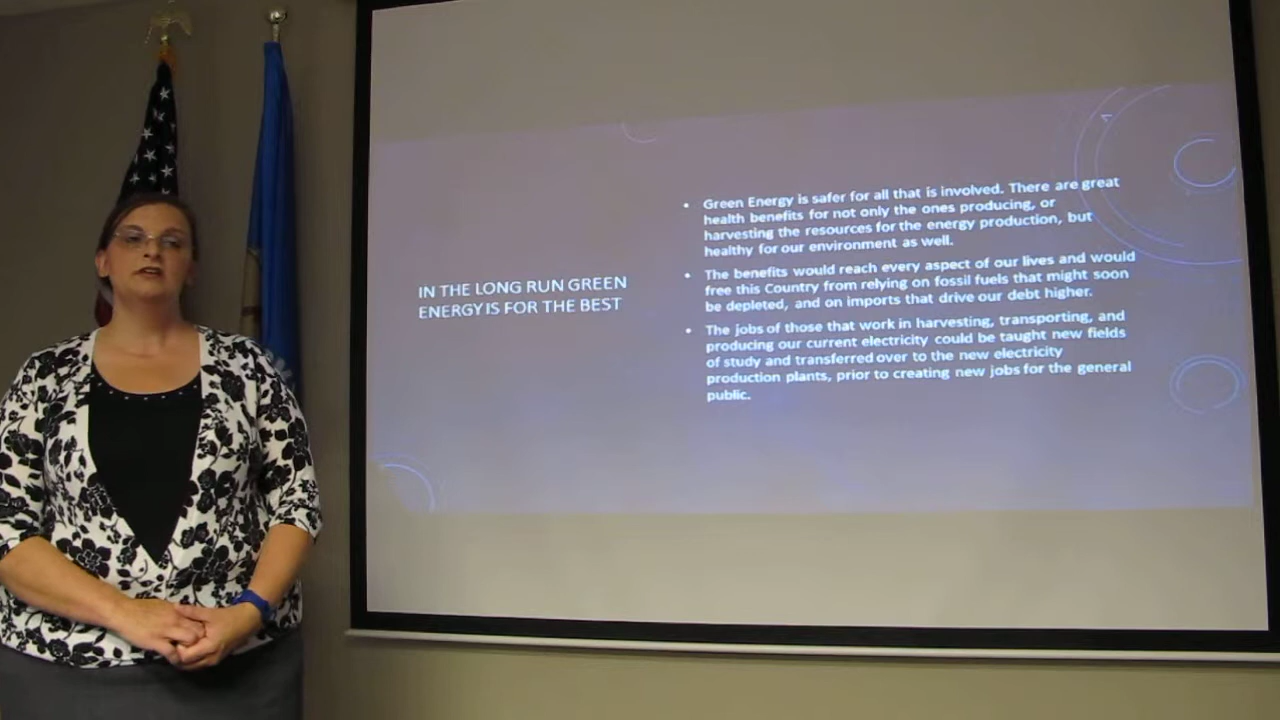 IN THE LONG RUN GREEN
ENERGY IS FOR THE BEST
• Green Energy is safer for all that is involved. There are great
health benefits for not only the ones producing, or
harvesting the resources for the energy production, but
healthy for our environment as well.
• The benefits would reach every aspect of our lives and would
free this Country from relying on fossil fuels that might soon
be depleted, and on imports that drive our debt higher.
• The jobs of those that work in harvesting, transporting, and
producing our current electricity could be taught new fields
of study and transferred over to the new electricity
production plants, prior to creating new jobs for the general
public.